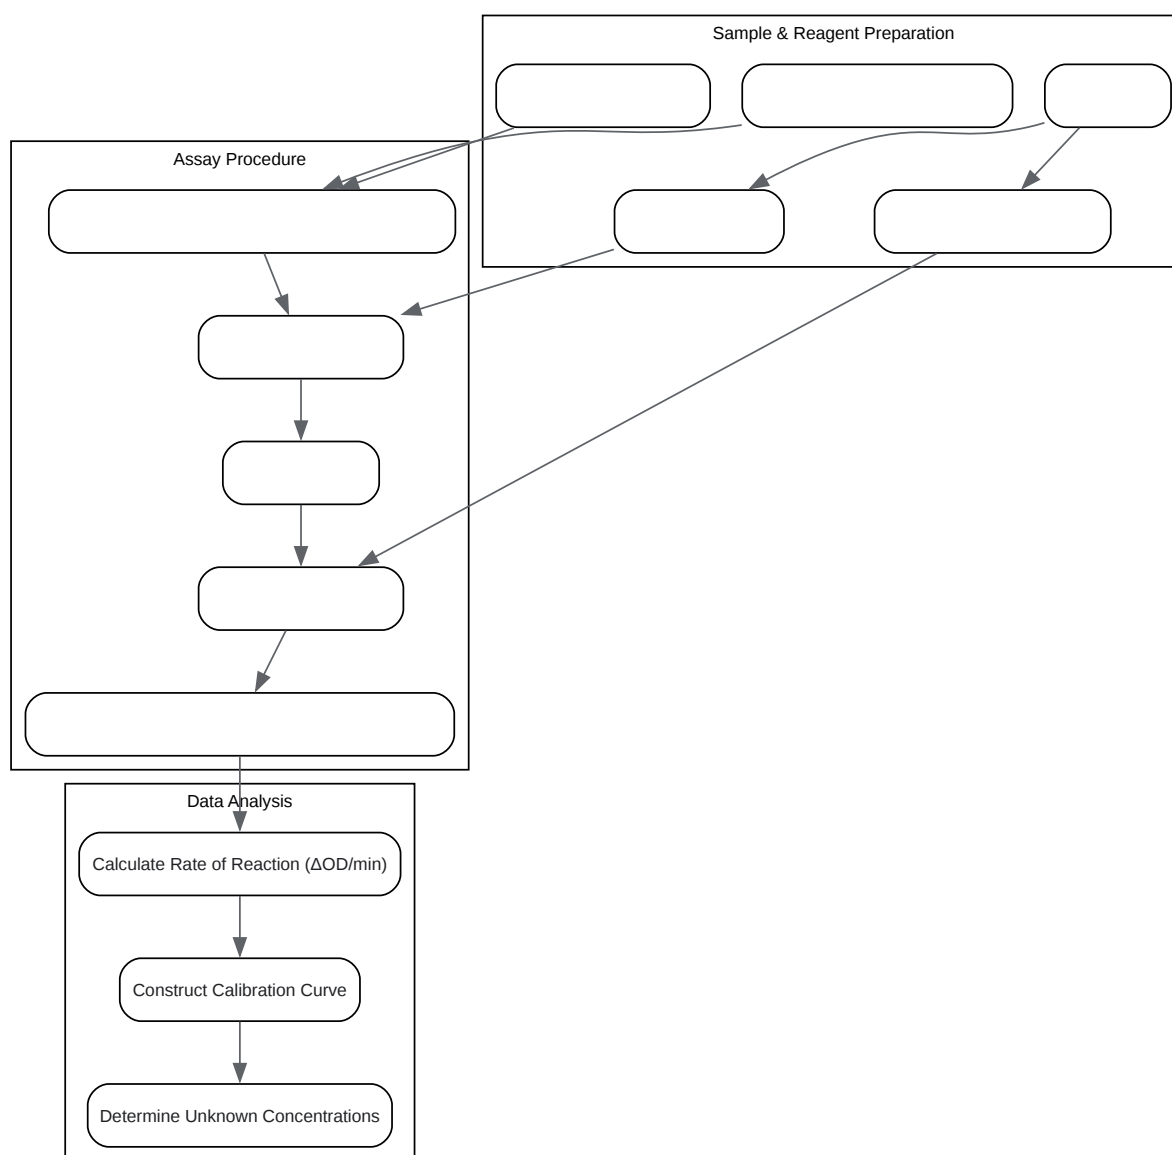 Sample & Reagent Preparation
Assay Procedure
Data Analysis
Calculate Rate of Reaction (ΔOD/min)
Construct Calibration Curve
Determine Unknown Concentrations